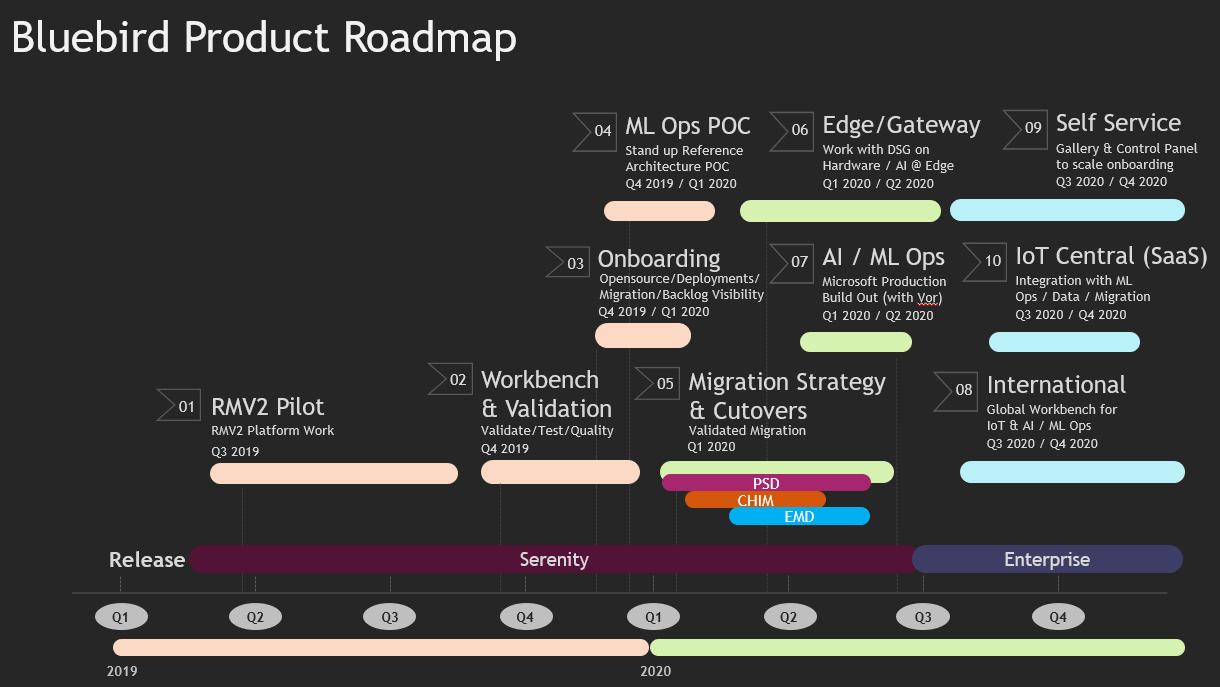 Bluebird Product Roadmap
04
ML Ops POC
Stand up Reference
Architecture POC
Q4 2019 / Q1 2020
06
Edge/Gateway
Work with DSG on
Hardware / AI @ Edge
Q1 2020 / Q2 2020
09
Self Service
Gallery & Control Panel
to scale onboarding
Q3 2020 / Q4 2020
03
Onboarding
Opensource/Deployments/
Migration/Backlog Visibility
Q4 2019 / Q1 2020
07
AI / ML Ops
Microsoft Production
Build Out (with Vor)
Q1 2020 / Q2 2020
10
IoT Central (SaaS)
Integration with ML
Ops / Data / Migration
Q3 2020 / Q4 2020
01
RMV2 Pilot
RMV2 Platform Work
Q3 2019
02
Workbench
& Validation
Validate/Test/Quality
Q4 2019
05
Migration Strategy
& Cutovers
Validated Migration
Q1 2020
PSD
CHIM
EMD
08
International
Global Workbench for
IoT & AI / ML Ops
Q3 2020 / Q4 2020
Release
Serenity
Enterprise
Q1
Q2
Q3
Q4
Q1
Q2
Q3
Q4
2019
2020